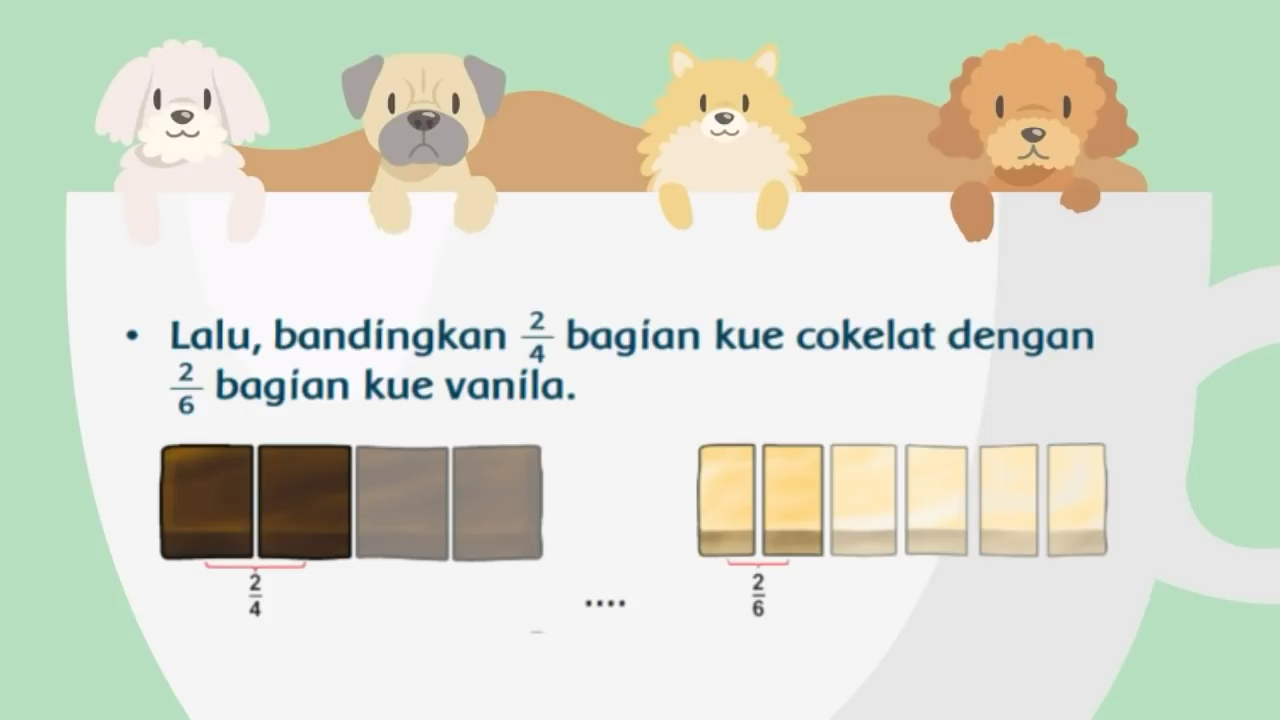 • Lalu, bandingkan 2/4 bagian kue cokelat dengan
2/6 bagian kue vanila.
2/4 .... 2/6